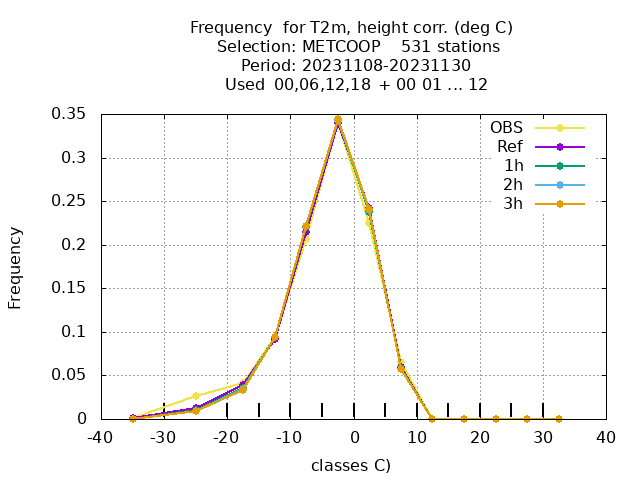 Frequency  for T2m, height corr. (deg C)
Selection: METCOOP    531 stations
Period: 20231108-20231130
Used  00,06,12,18  + 00 01 ... 12
0.35
0.3
0.25
0.2
0.15
0.1
0.05
0
Frequency
OBS
Ref
1h
2h
3h
-40 -30 -20 -10 0 10 20 30 40
classes C)